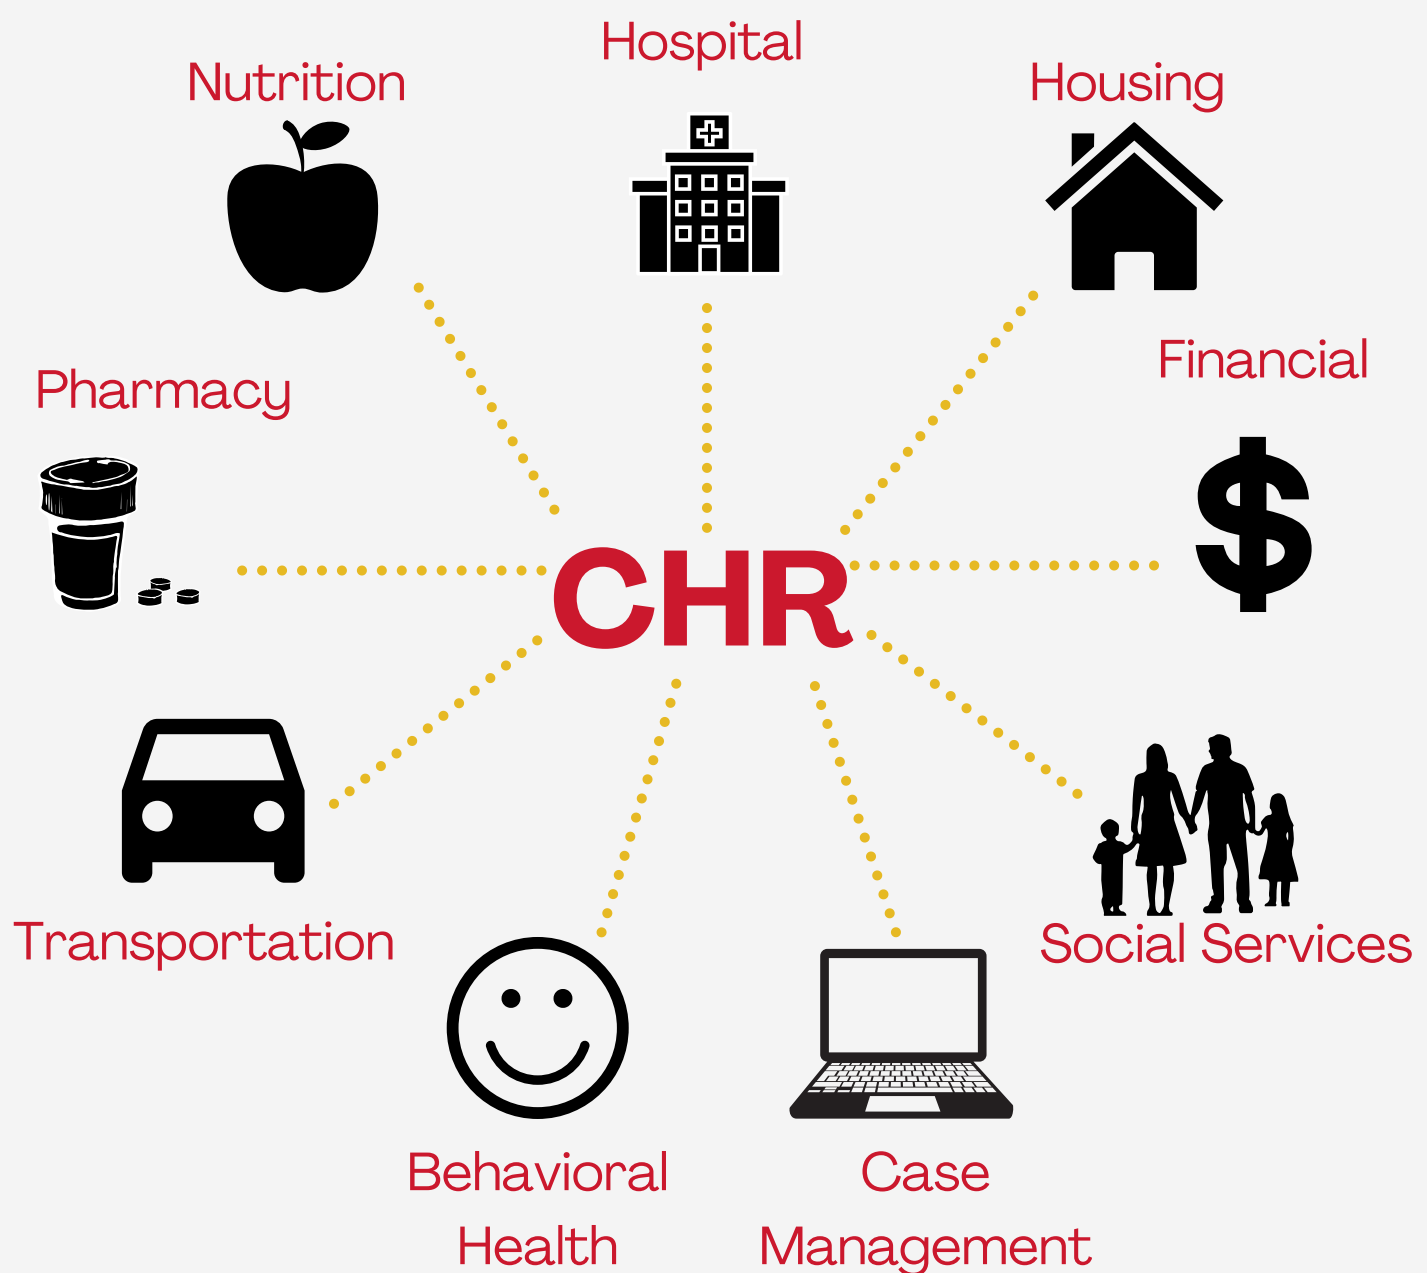 Hospital
Nutrition
Housing
Financial
Pharmacy
CHR
Transportation
Social Services
Behavioral
Health
Case
Management